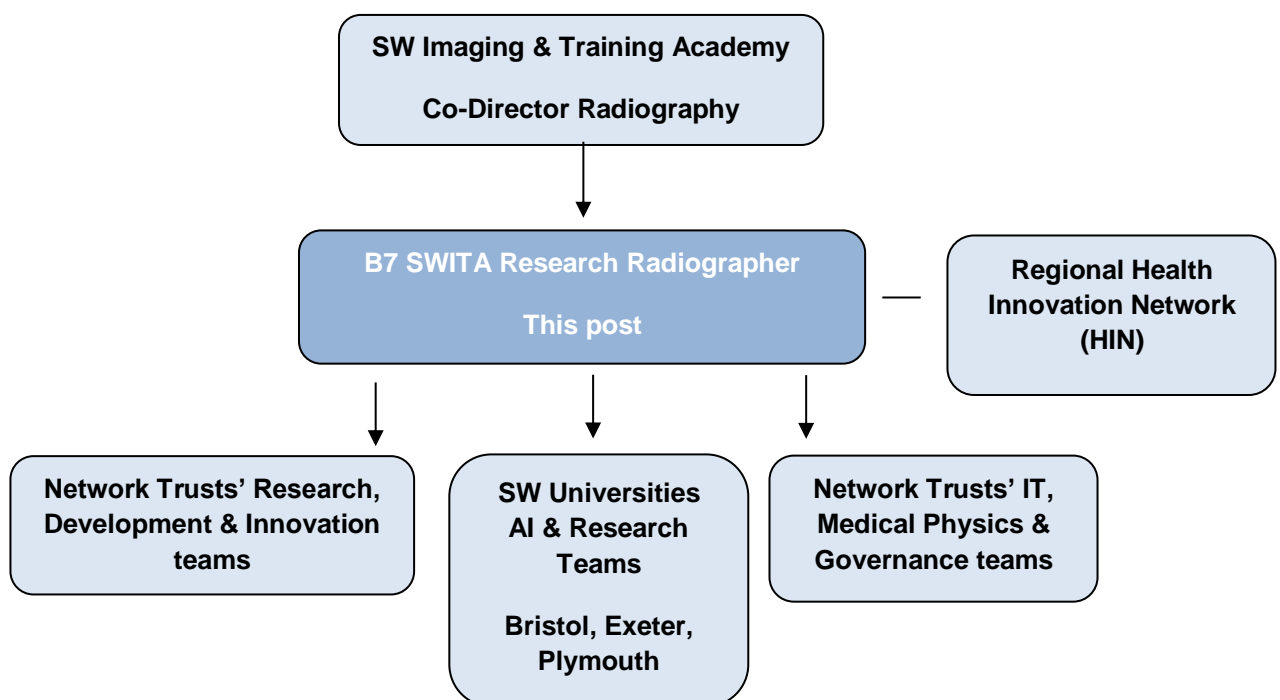 SW Imaging & Training Academy
Co-Director Radiography
B7 SWITA Research Radiographer
This post
Regional Health
Innovation Network
(HIN)
Network Trusts’ Research,
Development & Innovation
teams
SW Universities
AI & Research
Teams
Bristol, Exeter,
Plymouth
Network Trusts’ IT,
Medical Physics &
Governance teams